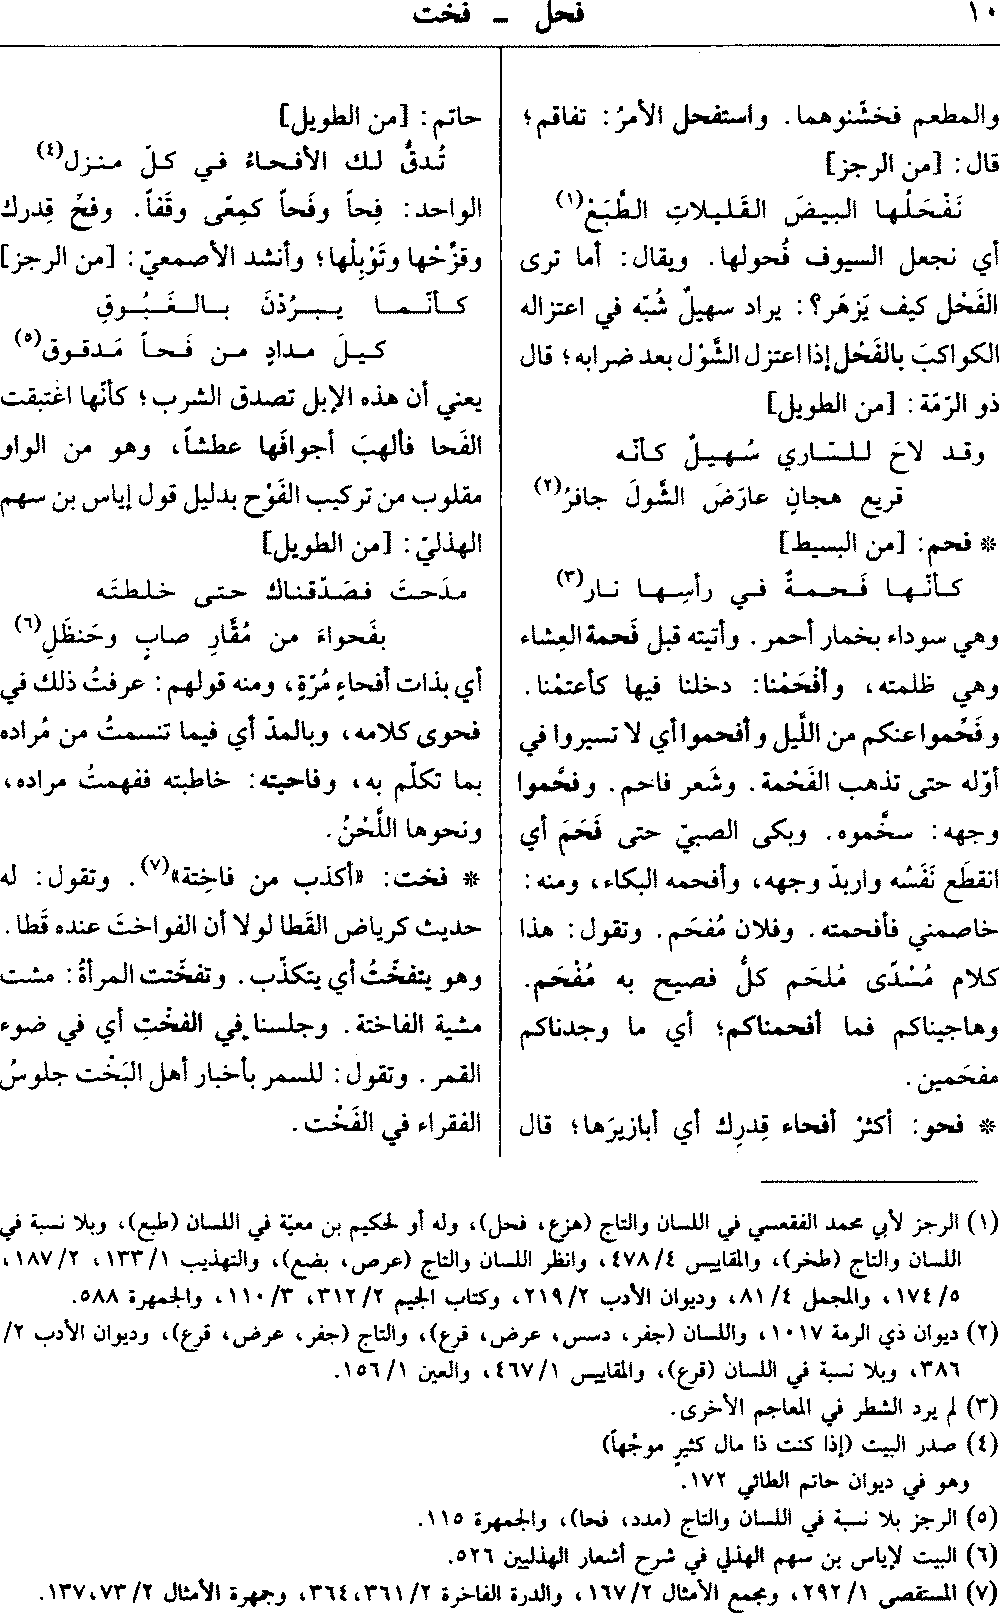 ١٠
فحل – فخت
والمطعم فخشّنوهما. واستفحل الأمرُ: تفاقم؛
قال: [من الرجز]
نَفْحَلُها البيضَ القَليلاتِ الطَّبَعْ(١)
أي نجعل السيوف فُحولها. ويقال: أما ترى
الفَحْل كيف يَزهَر؟: يراد سهيلٌ شُبّه في اعتزاله
الكواكبَ بالفَحْل إذا اعتزل الشَّوْل بعد ضرابه؛ قال
ذو الرّمّة: [من الطويل]
وقد لاحَ للسّاري سُهيلٌ كأنّه
قريع هجانٍ عارَضَ الشَّولَ جافرُ(٢)
* فحم: [من البسيط]
كأنّها فَحمةٌ في رأسِها نار(٣)
وهي سوداء بخمار أحمر. وأتيته قبل فَحمة العِشاء
وهي ظلمته، وأفْحَمْنا: دخلنا فيها كأعتمْنا.
وفَحِّموا عنكم من اللَّيل وأفحموا أي لا تسيروا في
أوّله حتى تذهب الفَحْمة. وشَعر فاحم. وفحَّموا
وجهه: سخَّموه. وبكى الصبيّ حتى فَحَمَ أي
انقطَع نَفَسُه واربدّ وجهه، وأفحمه البكاء، ومنه:
خاصمني فأفحمته. وفلان مُفحَم. وتقول: هذا
كلام مُسْدًى مُلحَم كلُّ فصيح به مُفْحَم.
وهاجيناكم فما أفحمناكم؛ أي ما وجدناكم
مفحَمين.
* فحو: أكثرْ أفحاء قِدرِك أي أبازيرَها؛ قال
حاتم: [من الطويل]
تُدقُّ لك الأفحاءُ في كلّ منزل(٤)
الواحد: فِحاً وفَحاً كمِعًى وقَفاً. وفحِّ قِدرك
وقزِّحْها وتَوْبِلْها؛ وأنشد الأصمعيّ: [من الرجز]
كأنّما يبرُدْنَ بالغَبُوقِ
كيلَ مدادٍ من فَحاً مَدقوق(٥)
يعني أن هذه الإبل تصدق الشرب؛ كأنّها اغتبقت
الفَحا فألهبَ أجوافَها عطشاً، وهو من الواو
مقلوب من تركيب الفَوْح بدليل قول إياس بن سهم
الهذليّ: [من الطويل]
مدَحتَ فصَدّقناك حتى خلطتَه
بفَحواءَ من مُقَّارِ صابٍ وحَنظَلِ(٦)
أي بذات أفحاءٍ مُرّةٍ، ومنه قولهم: عرفتُ ذلك في
فحوى كلامه، وبالمدّ أي فيما تنسمتُ من مُراده
بما تكلّم به، وفاحيته: خاطبته ففهمتُ مراده،
ونحوها اللَّحْنُ.
* فخت: «أكذب من فاخِتة»(٧). وتقول: له
حديث كرياض القَطا لولا أن الفواختَ عنده قَطا.
وهو يتفخّتُ أي يتكذّب. وتفخّتت المرأةُ: مشت
مشية الفاختة. وجلسنا في الفخْتِ أي في ضوء
القمر. وتقول: للسمر بأخبار أهل البَخْت جلوسُ
الفقراء في الفَخْت.
(١) الرجز لأبي محمد الفقعسي في اللسان والتاج (هزع، فحل)، وله أو لحكيم بن معيّة في اللسان (طبع)، وبلا نسبة في
اللسان والتاج (طخر)، والمقاييس ٤/٤٧٨، وانظر اللسان والتاج (عرص، بضع)، والتهذيب ١/١٣٣، ٢/١٨٧،
٥/١٧٤، والمجمل ٤/٨١، وديوان الأدب ٢/٢١٩، وكتاب الجيم ٢/٣١٢، ٣/١١٠، والجمهرة ٥٨٨.
(٢) ديوان ذي الرمة ١٠١٧، واللسان (جفر، دسس، عرض، قرع)، والتاج (جفر، عرض، قرع)، وديوان الأدب ٢/
٣٨٦، وبلا نسبة في اللسان (قرع)، والمقاييس ١/٤٦٧، والعين ١/١٥٦.
(٣) لم يرد الشطر في المعاجم الأخرى.
(٤) صدر البيت (إذا كنت ذا مال كثيرٍ موجّهاً)
وهو في ديوان حاتم الطائي ١٧٢.
(٥) الرجز بلا نسبة في اللسان والتاج (مدد، فحا)، والجمهرة ١١٥.
(٦) البيت لإياس بن سهم الهذلي في شرح أشعار الهذليين ٥٢٦.
(٧) المستقصى ١/٢٩٢، ومجمع الأمثال ٢/١٦٧، والدرة الفاخرة ٢/٣٦١،٣٦٤، وجمهرة الأمثال ٢/١٣٧،٧٣.